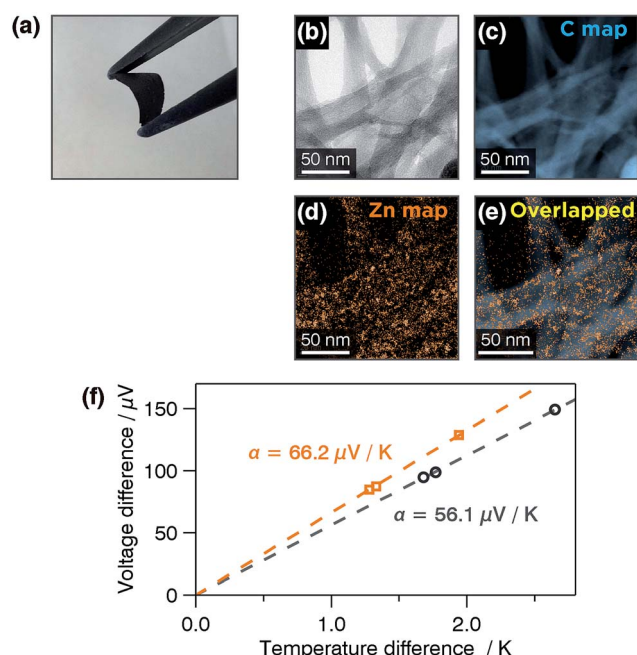 (a)
(b)
(c) C map
50 nm
50 nm
(d) Zn map
(e) Overlapped
50 nm
50 nm
(f)
Voltage difference / μV
150
100
50
0
α = 66.2 μV / K
α = 56.1 μV / K
0.0
1.0
2.0
Temperature difference / K